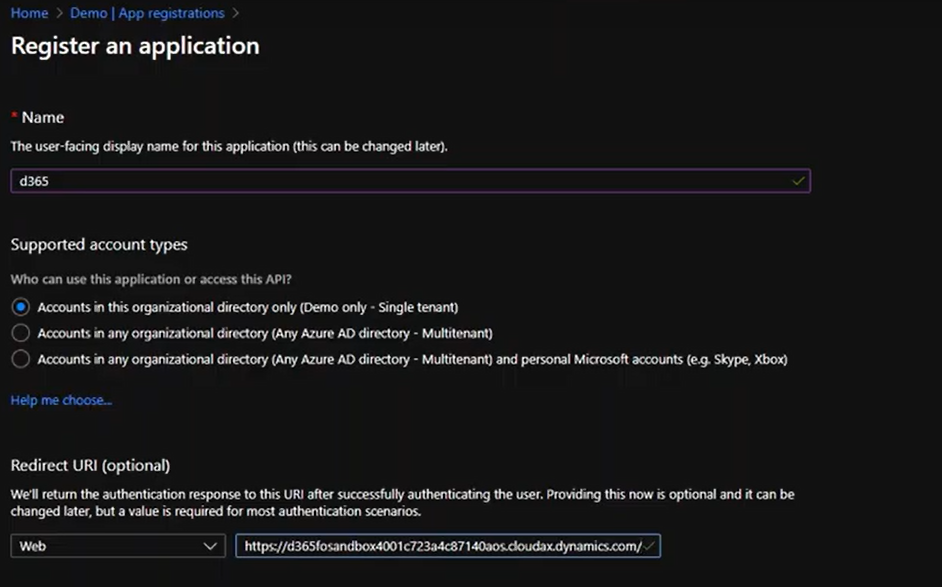 Home > Demo | App registrations >
Register an application
* Name
The user-facing display name for this application (this can be changed later).
d365
Supported account types
Who can use this application or access this API?
Accounts in this organizational directory only (Demo only - Single tenant)
Accounts in any organizational directory (Any Azure AD directory - Multitenant)
Accounts in any organizational directory (Any Azure AD directory - Multitenant) and personal Microsoft accounts (e.g. Skype, Xbox)
Help me choose...
Redirect URI (optional)
We'll return the authentication response to this URI after successfully authenticating the user. Providing this now is optional and it can be
changed later, but a value is required for most authentication scenarios.
Web https://d365fosandbox4001c723a4c87140aos.cloudax.dynamics.com/